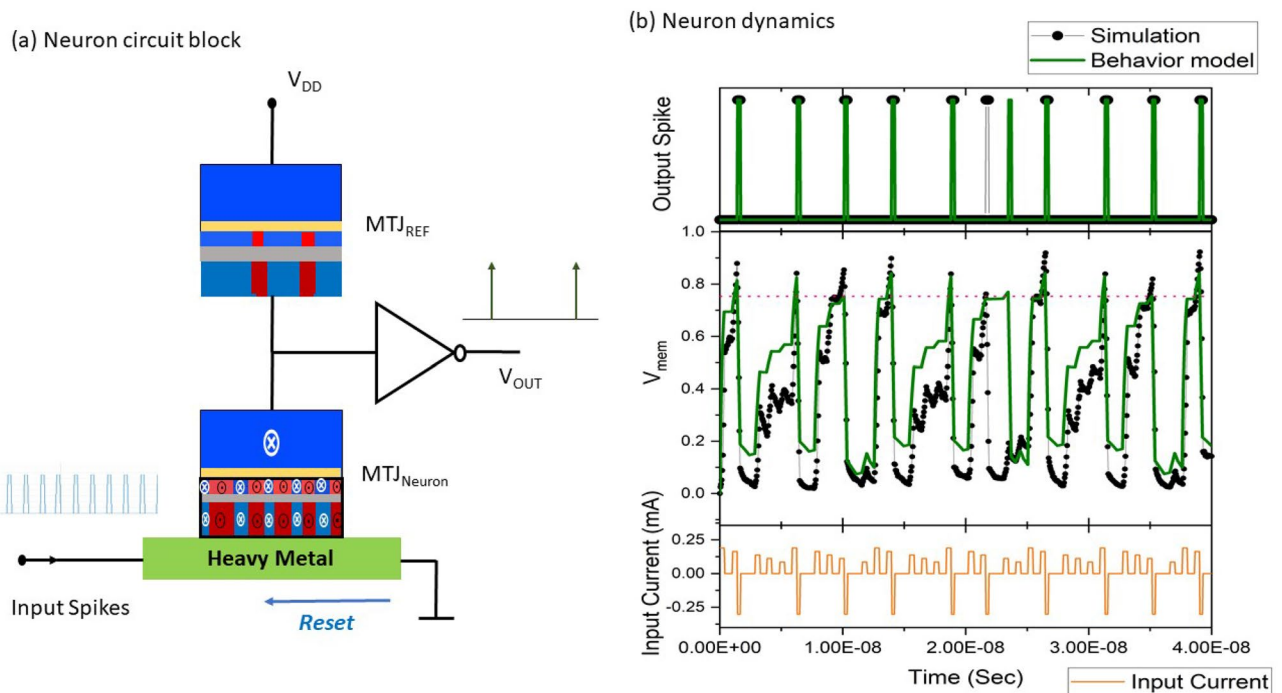 (a) Neuron circuit block
V_DD
MTJ_REF
V_OUT
MTJ_Neuron
Heavy Metal
Input Spikes
Reset
(b) Neuron dynamics
Simulation
Behavior model
Output Spike
1.0
0.8
0.6
0.4
0.2
0.0
V_mem
0.25
0.00
-0.25
Input Current (mA)
0.00E+00 1.00E-08 2.00E-08 3.00E-08 4.00E-08
Time (Sec)
Input Current